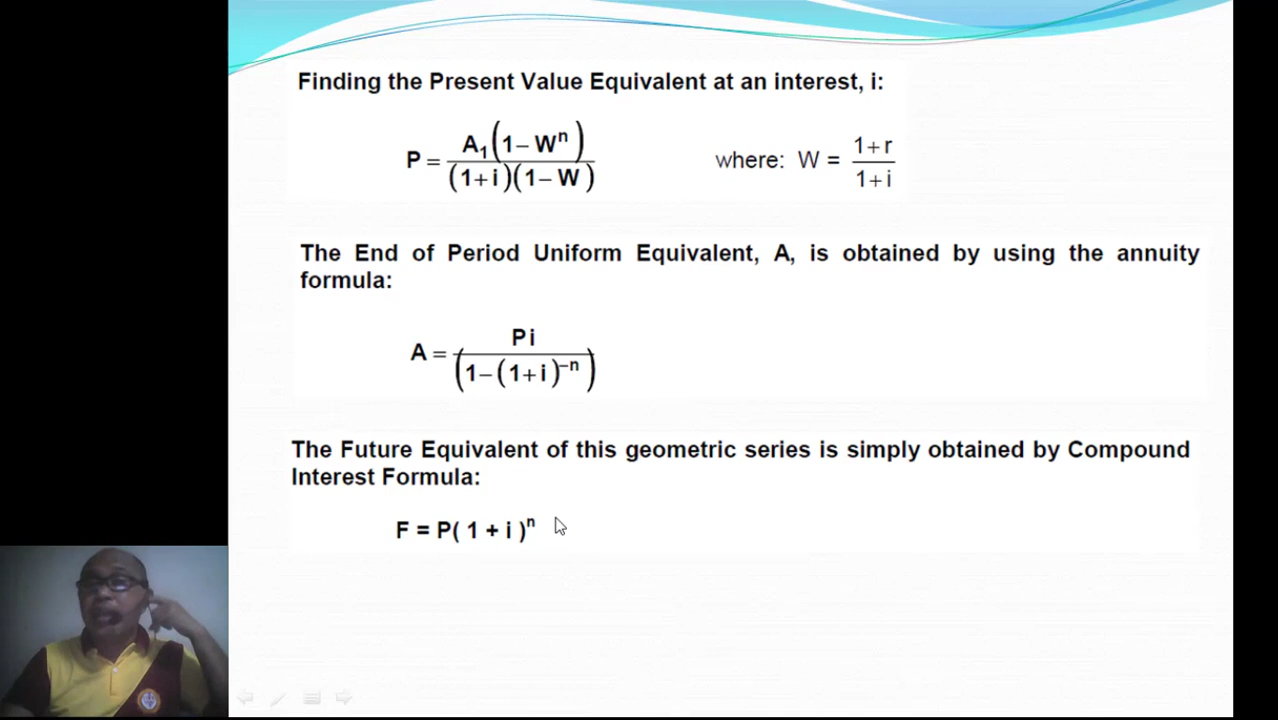 Finding the Present Value Equivalent at an interest, i:
P = A₁(1 – Wⁿ) / (1 + i)(1 – W) where: W = 1 + r / 1 + i
The End of Period Uniform Equivalent, A, is obtained by using the annuity
formula:
A = Pi / (1 – (1 + i)⁻ⁿ)
The Future Equivalent of this geometric series is simply obtained by Compound
Interest Formula:
F = P( 1 + i )ⁿ